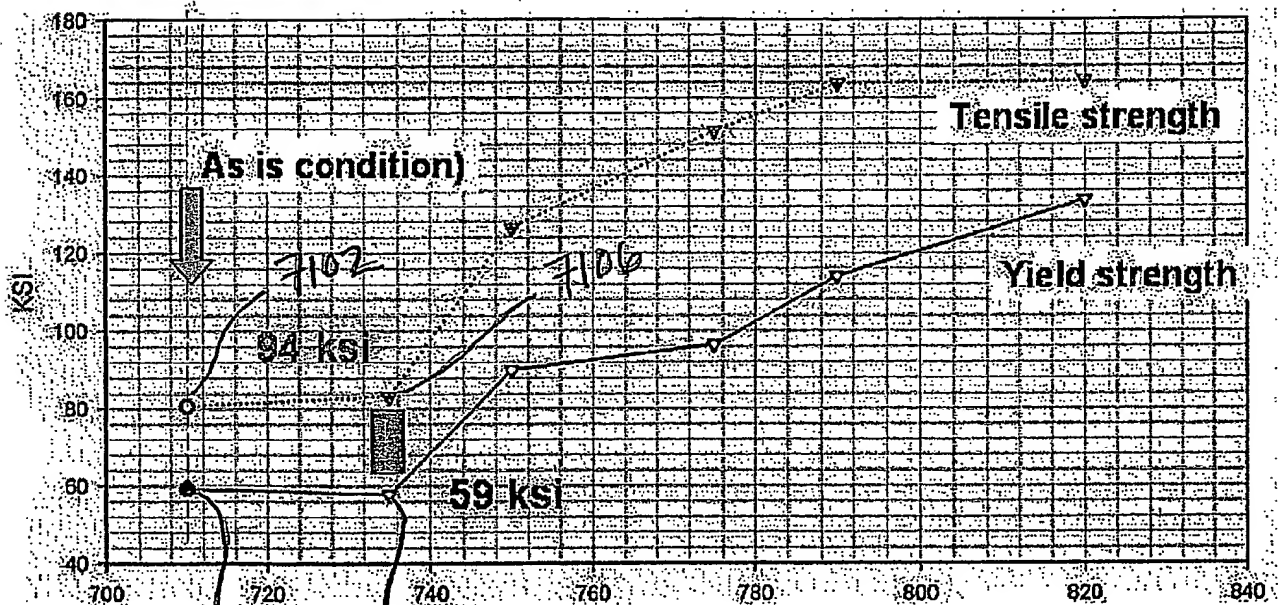 180
160
140
120
100
80
60
40
KSI
As is condition)
Tensile strength
7102
7106
94 ksi
Yield strength
59 ksi
700 720 740 760 780 800 820 840